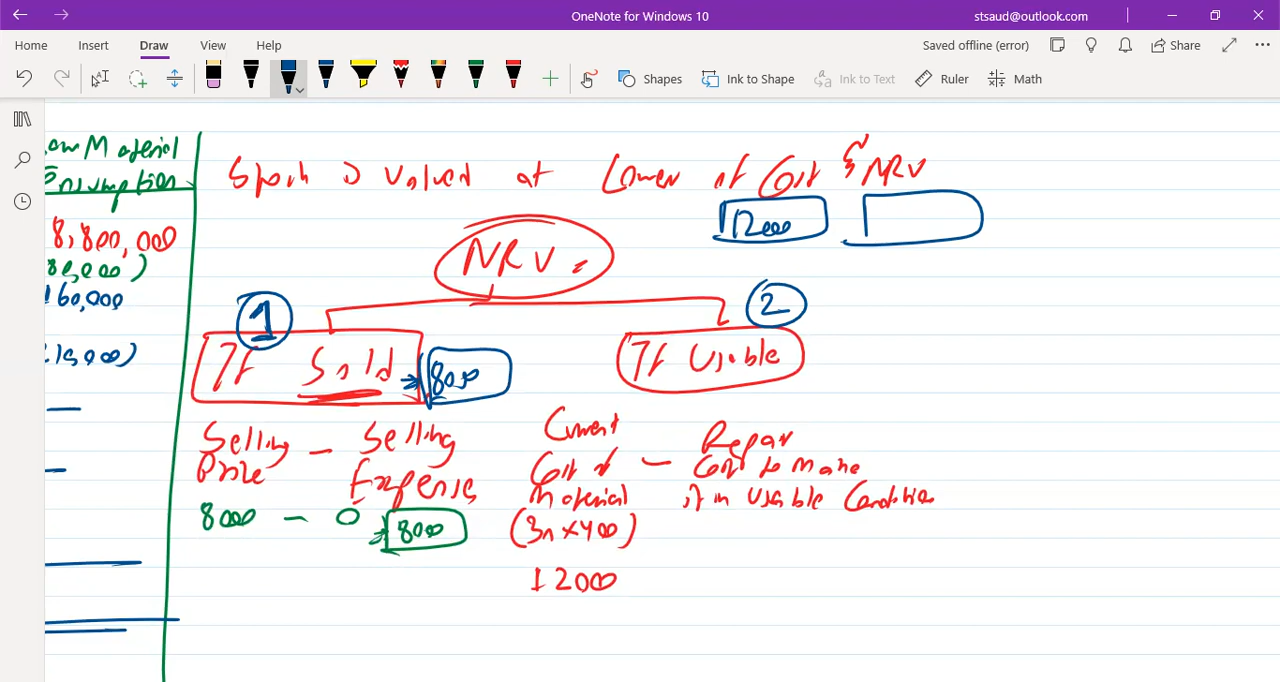 OneNote for Windows 10
stsaud@outlook.com
Home Insert Draw View Help
Saved offline (error) Share
Shapes Ink to Shape Ink to Text Ruler Math
Material
8,800,000
160,000
valued at Lower of Cost & NRV
12000
NRV
1
2
If Sold
8000
If Usable
Selling Price - Selling Expense
Current Cost of Material - Repair Cost to Make it in Usable Condition
8000 - 0
8000
(30 x 400)
12000